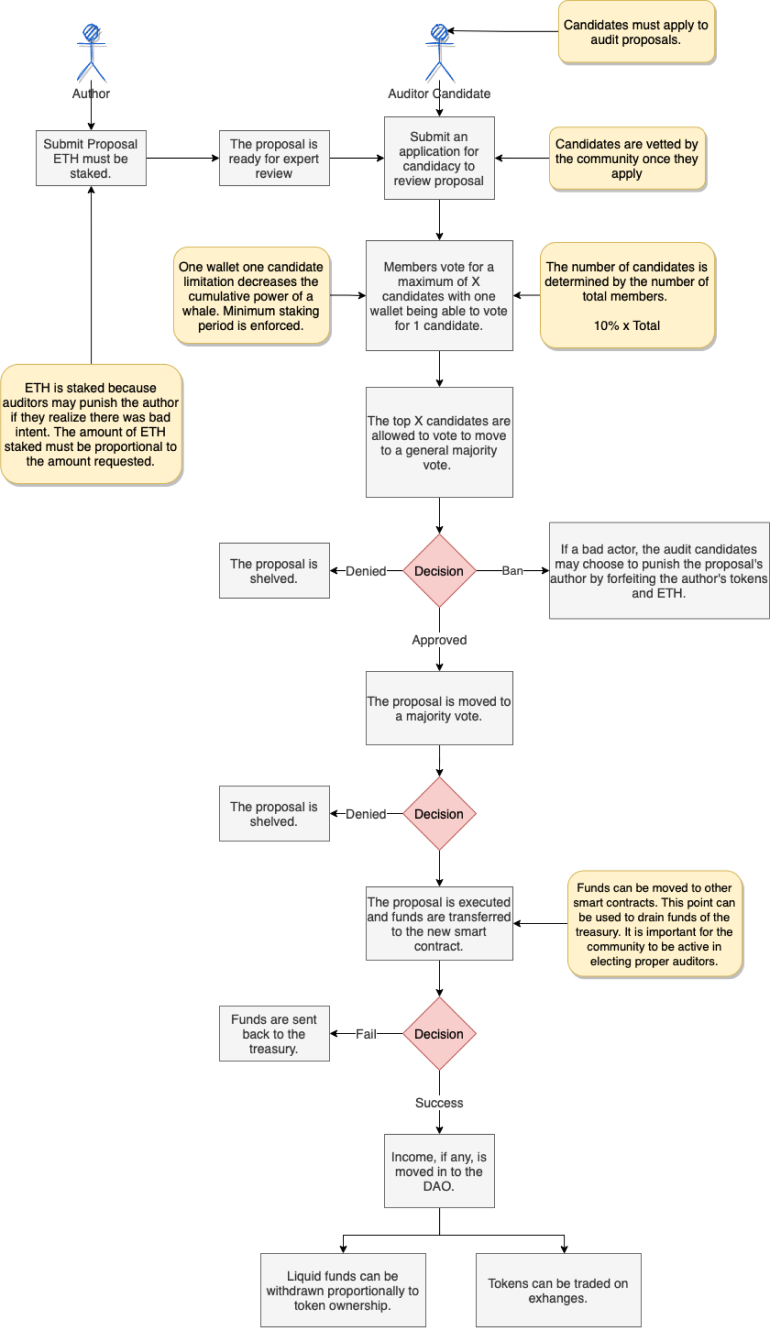 Candidates must apply to
audit proposals.
Author
Auditor Candidate
Submit Proposal
ETH must be
staked.
The proposal is
ready for expert
review
Submit an
application for
candidacy to
review proposal
Candidates are vetted by
the community once they
apply
One wallet one candidate
limitation decreases the
cumulative power of a
whale. Minimum staking
period is enforced.
Members vote for a
maximum of X
candidates with one
wallet being able to vote
for 1 candidate.
The number of candidates is
determined by the number of
total members.
10% x Total
ETH is staked because
auditors may punish the author
if they realize there was bad
intent. The amount of ETH
staked must be proportional to
the amount requested.
The top X candidates are
allowed to vote to move
to a general majority
vote.
The proposal is
shelved.
Denied
Decision
Ban
If a bad actor, the audit candidates
may choose to punish the proposal's
author by forfeiting the author's tokens
and ETH.
Approved
The proposal is moved to
a majority vote.
The proposal is
shelved.
Denied
Decision
The proposal is executed
and funds are transferred
to the new smart
contract.
Funds can be moved to other
smart contracts. This point can
be used to drain funds of the
treasury. It is important for the
community to be active in
electing proper auditors.
Funds are sent
back to the
treasury.
Fail
Decision
Success
Income, if any, is
moved in to the
DAO.
Liquid funds can be
withdrawn proportionally to
token ownership.
Tokens can be traded on
exhanges.